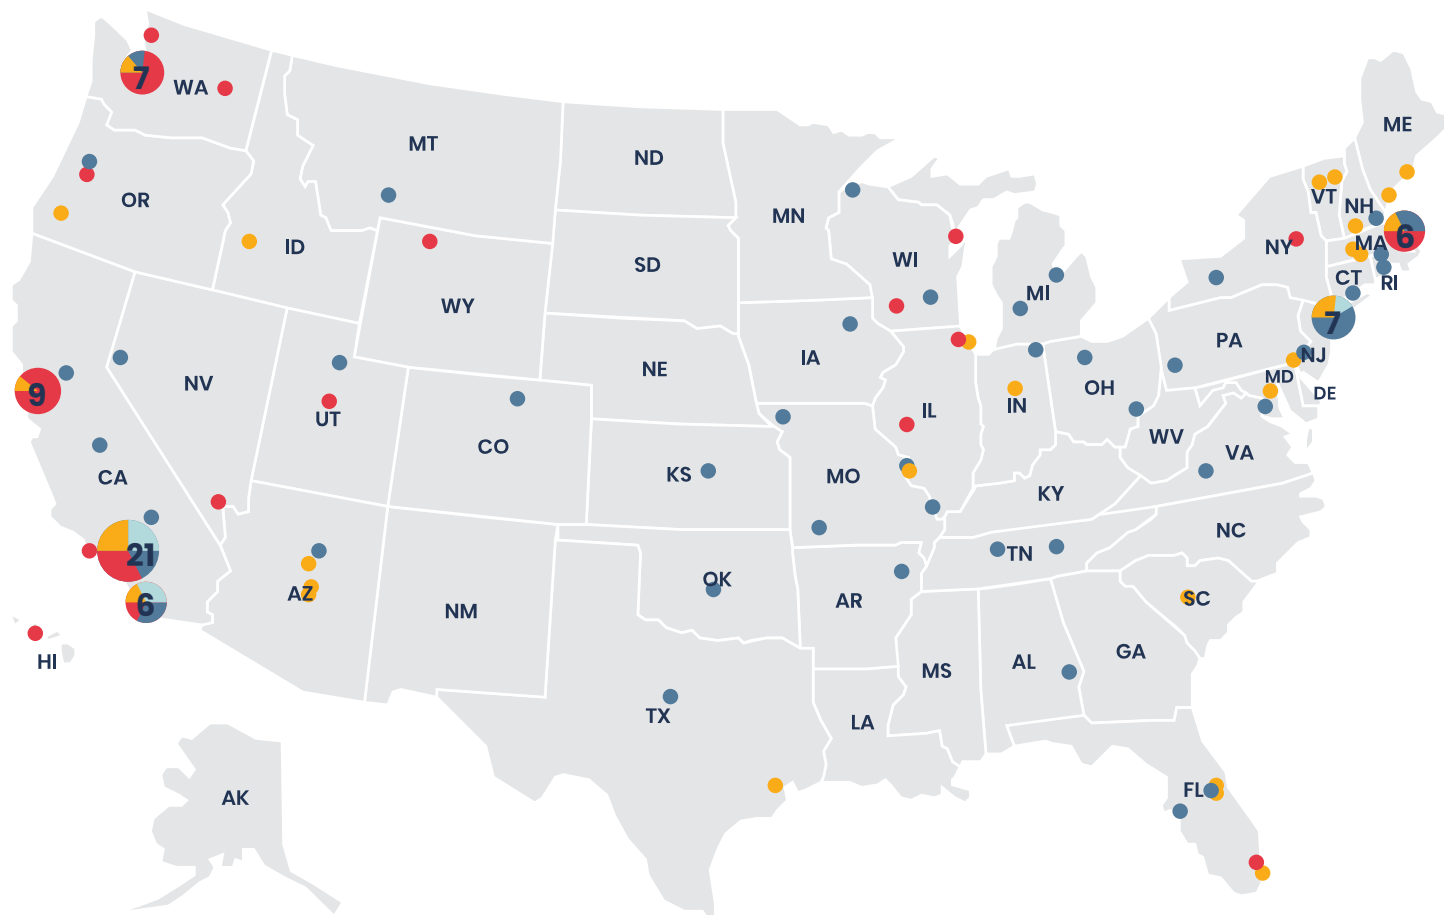 ME
7
WA
MT
ND
OR
VT
NH
MN
6
MA
NY
ID
WI
SD
CT
RI
MI
WY
7
PA
NJ
IA
NE
MD
NV
OH
9
DE
IN
IL
UT
WV
CO
VA
KS
MO
CA
KY
NC
21
TN
OK
AZ
SC
AR
6
NM
GA
HI
AL
MS
TX
LA
FL
AK